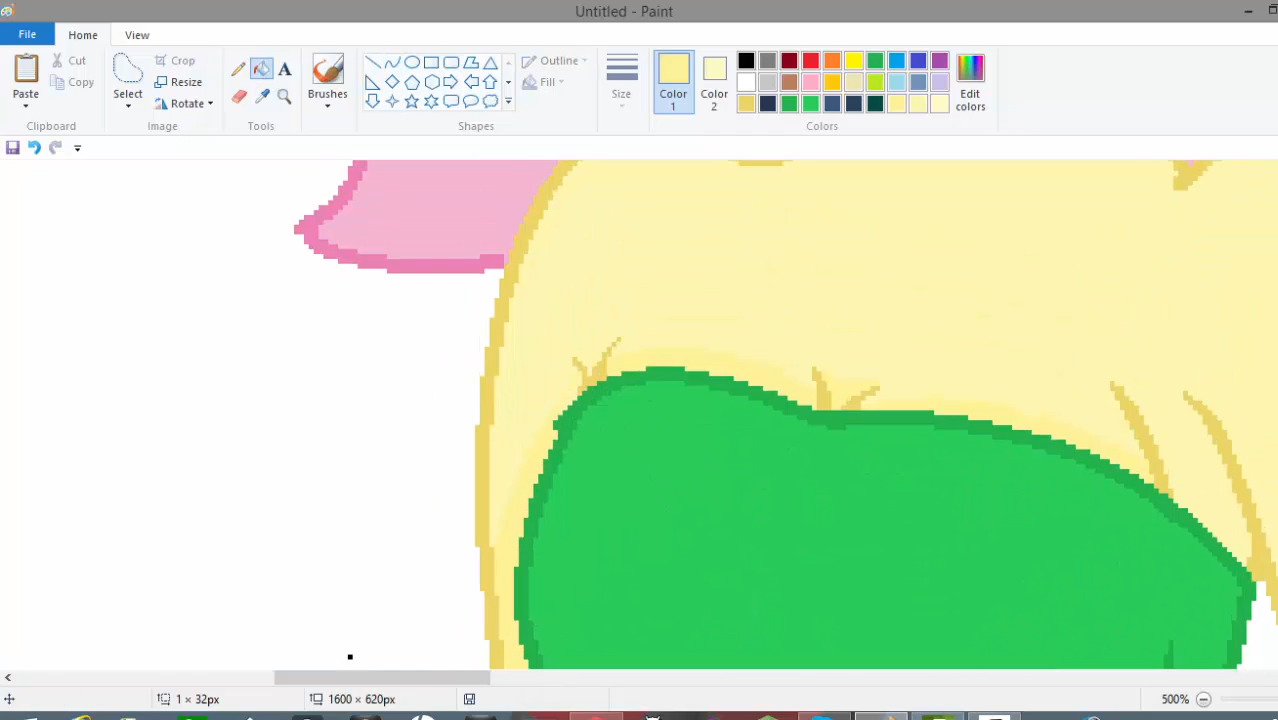 Untitled - Paint
File Home View
Paste
Cut
Copy
Clipboard
Select
Crop
Resize
Rotate
Image
A
Tools
Brushes
Outline
Fill
Shapes
Size
Color 1
Color 2
Colors
Edit colors
1 × 32px
1600 × 620px
500%